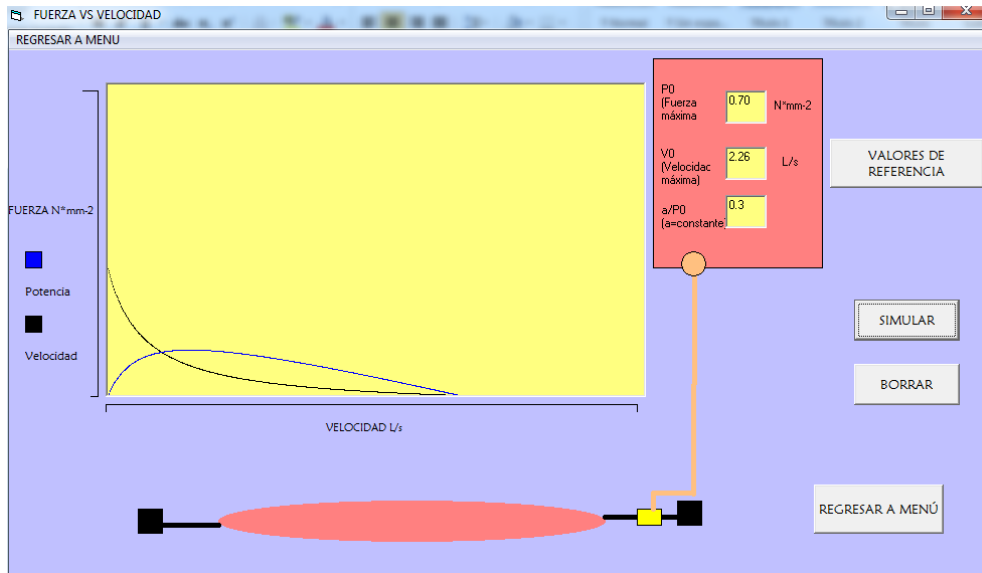 FUERZA VS VELOCIDAD
REGRESAR A MENU
FUERZA N*mm-2
Potencia
Velocidad
VELOCIDAD L/s
P0
(Fuerza
máxima
0.70
N*mm-2
V0
(Velocidac
máxima)
2.26
L/s
a/P0
(a=constante)
0.3
VALORES DE
REFERENCIA
SIMULAR
BORRAR
REGRESAR A MENÚ